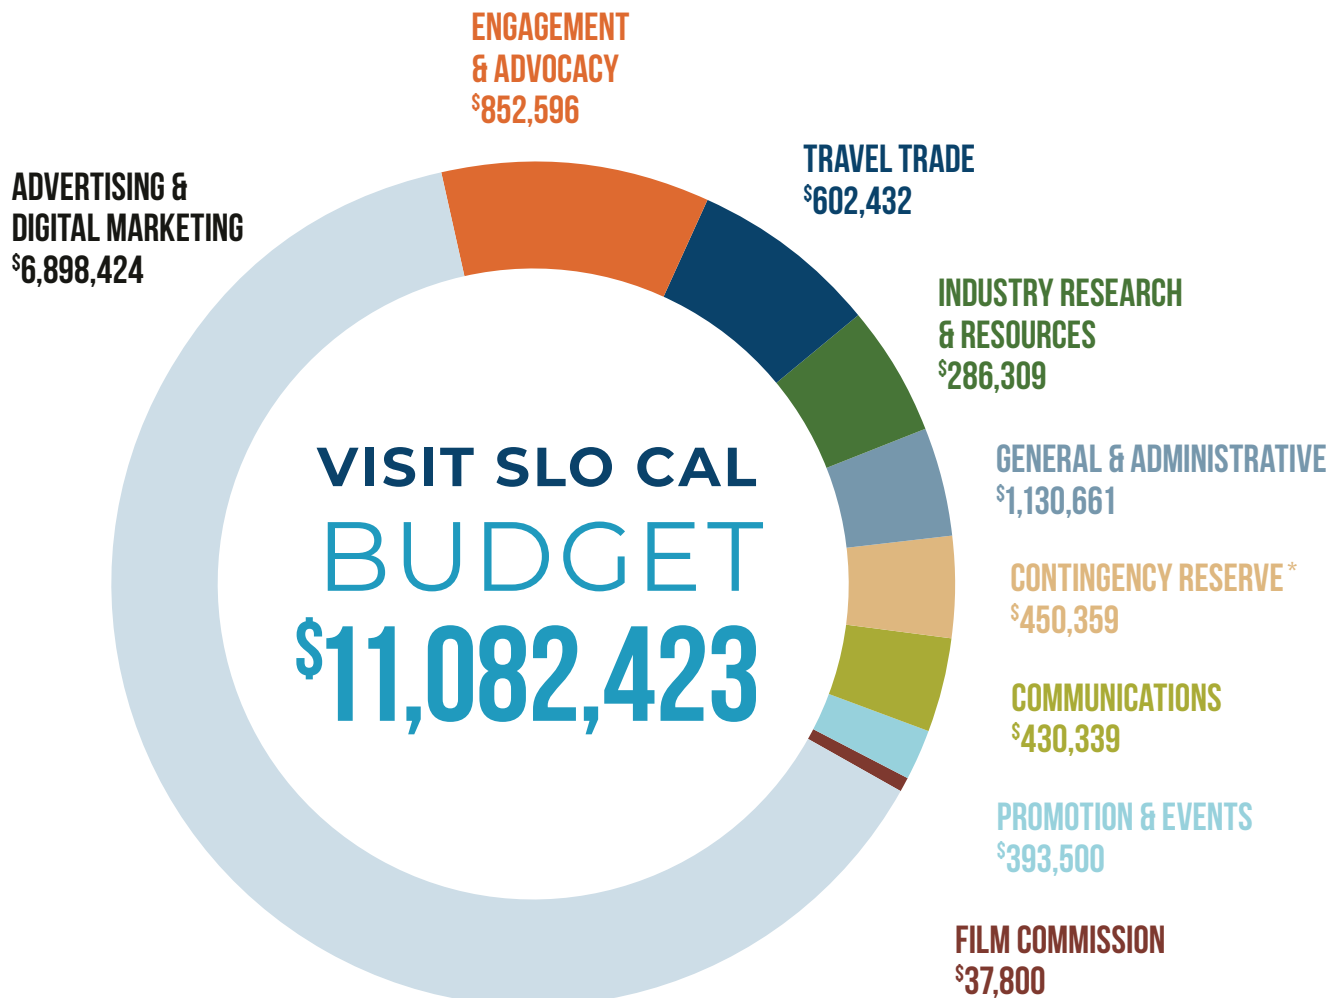 ENGAGEMENT
& ADVOCACY
$852,596
TRAVEL TRADE
$602,432
ADVERTISING &
DIGITAL MARKETING
$6,898,424
INDUSTRY RESEARCH
& RESOURCES
$286,309
GENERAL & ADMINISTRATIVE
$1,130,661
VISIT SLO CAL
BUDGET
$11,082,423
CONTINGENCY RESERVE*
$450,359
COMMUNICATIONS
$430,339
PROMOTION & EVENTS
$393,500
FILM COMMISSION
$37,800